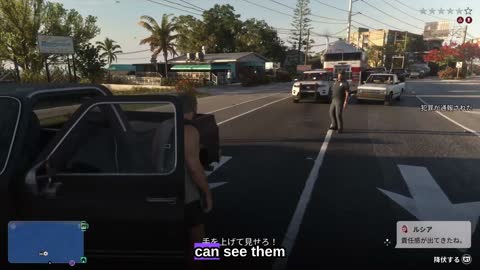 犯罪が通報された
手を上げて見せろ！
can see them
ルシア
責任感が出てきたね。
降伏する